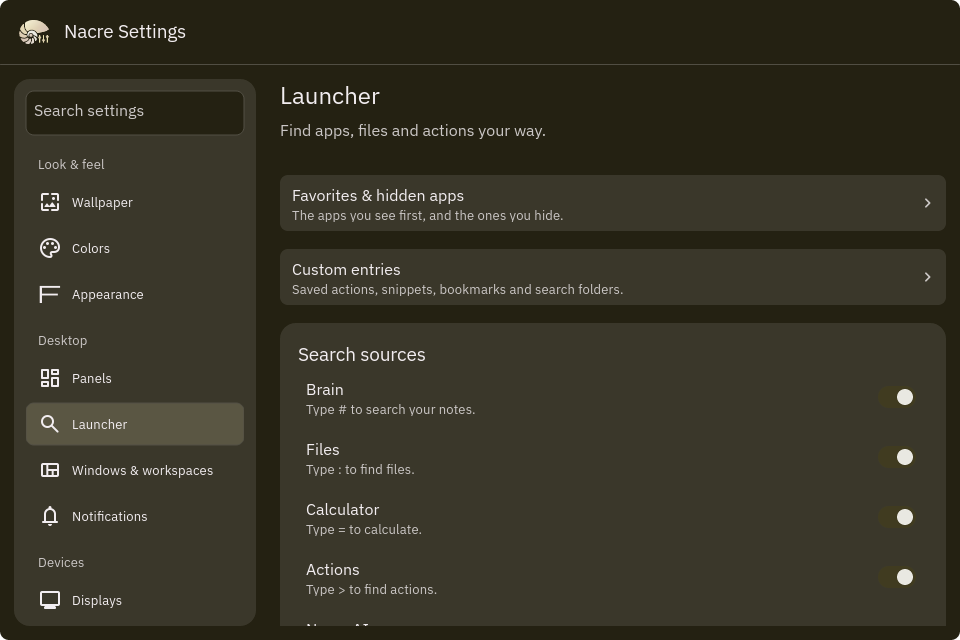 Nacre Settings
Search settings
Look & feel
Wallpaper
Colors
Appearance
Desktop
Panels
Launcher
Windows & workspaces
Notifications
Devices
Displays
Launcher
Find apps, files and actions your way.
Favorites & hidden apps
The apps you see first, and the ones you hide.
Custom entries
Saved actions, snippets, bookmarks and search folders.
Search sources
Brain
Type # to search your notes.
Files
Type : to find files.
Calculator
Type = to calculate.
Actions
Type > to find actions.